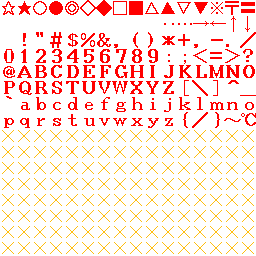 ☆★○●◎◇◆□■△▲▽▼※〒〓
‥…→←↑↓
!"#$%&,()*+,-./
0123456789:;<=>?
@ABCDEFGHIJKLMNO
PQRSTUVWXYZ[\]^_
`abcdefghijklmno
pqrstuvwxyz{/}~℃